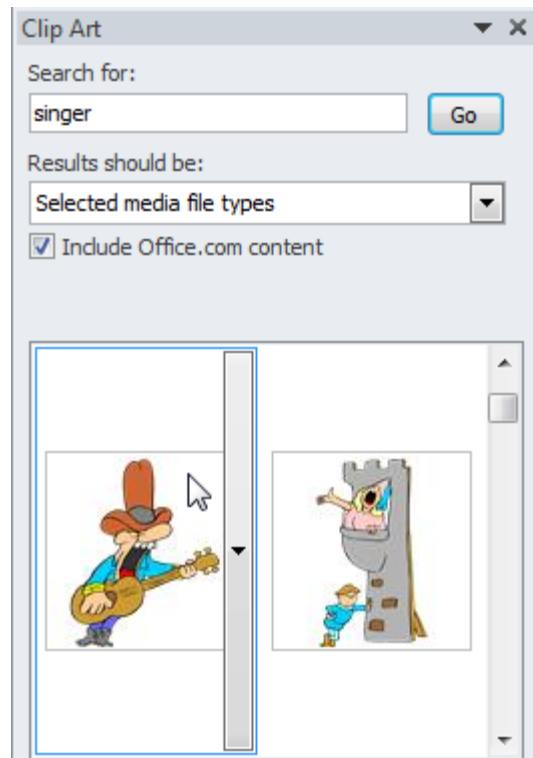 Clip Art
Search for:
singer
Go
Results should be:
Selected media file types
Include Office.com content